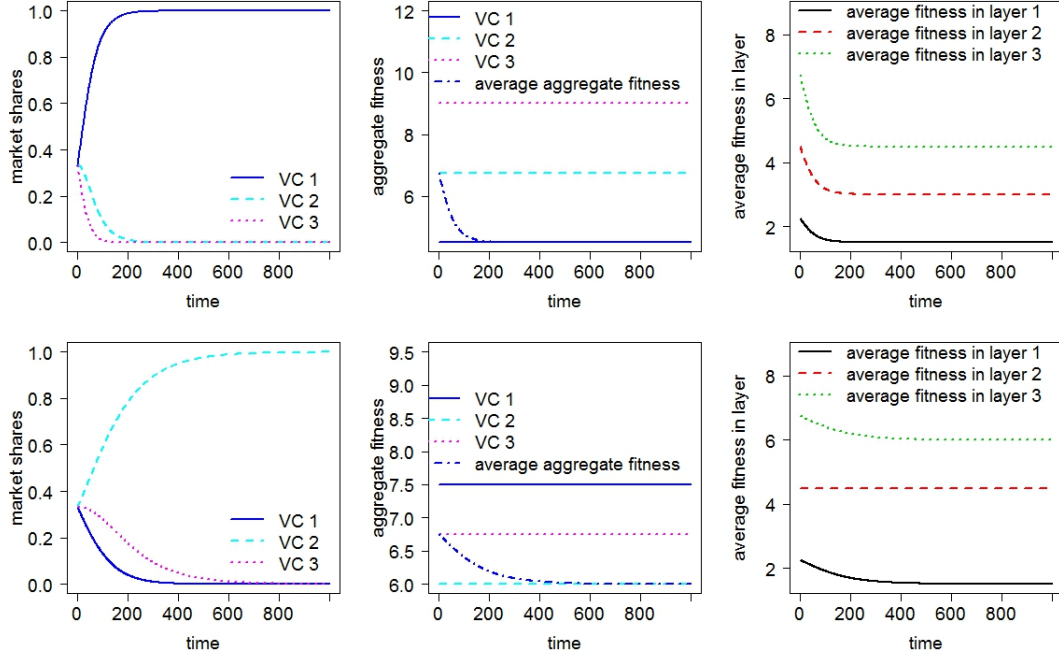 market shares
1.0
0.8
0.6
0.4
0.2
0.0
VC 1
VC 2
VC 3
0 200 400 600 800
time
aggregate fitness
12
10
8
6
VC 1
VC 2
VC 3
average aggregate fitness
0 200 400 600 800
time
average fitness in layer
8
6
4
2
average fitness in layer 1
average fitness in layer 2
average fitness in layer 3
0 200 400 600 800
time
market shares
1.0
0.8
0.6
0.4
0.2
0.0
VC 1
VC 2
VC 3
0 200 400 600 800
time
aggregate fitness
9.5
9.0
8.5
8.0
7.5
7.0
6.5
6.0
VC 1
VC 2
VC 3
average aggregate fitness
0 200 400 600 800
time
average fitness in layer
8
6
4
2
average fitness in layer 1
average fitness in layer 2
average fitness in layer 3
0 200 400 600 800
time